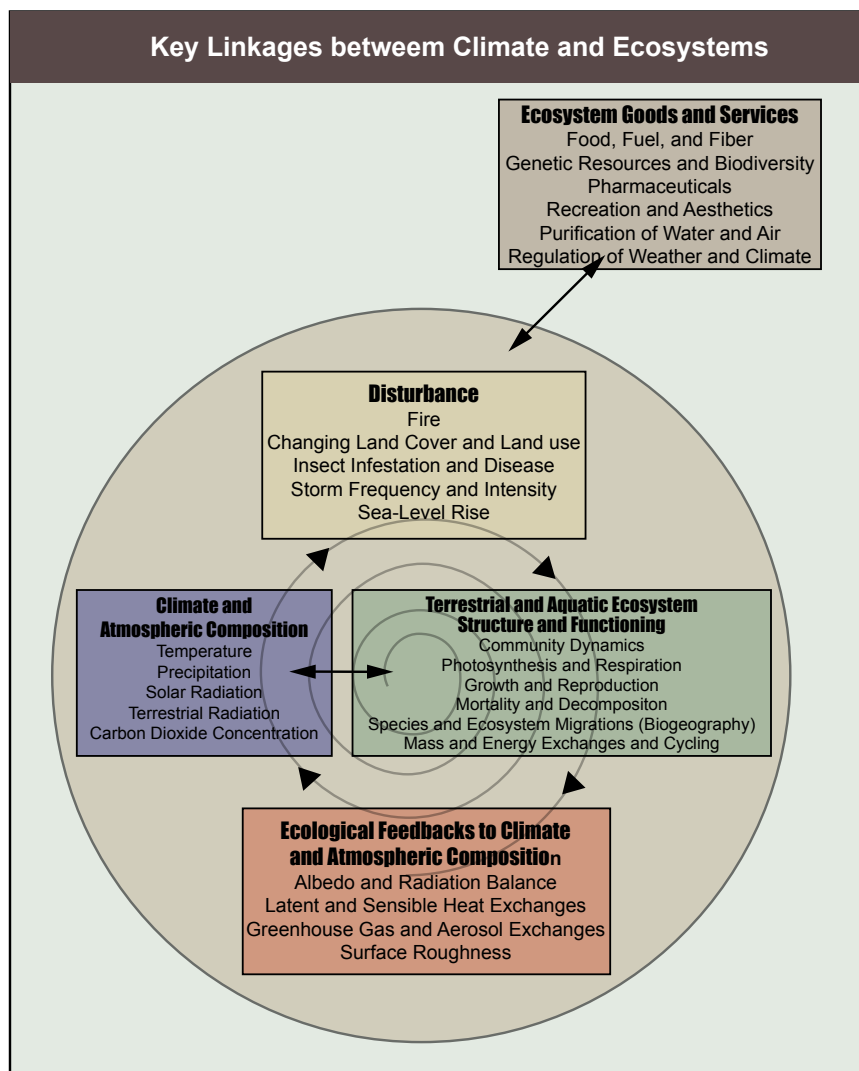 Key Linkages betweem Climate and Ecosystems
Ecosystem Goods and Services
Food, Fuel, and Fiber
Genetic Resources and Biodiversity
Pharmaceuticals
Recreation and Aesthetics
Purification of Water and Air
Regulation of Weather and Climate
Disturbance
Fire
Changing Land Cover and Land use
Insect Infestation and Disease
Storm Frequency and Intensity
Sea-Level Rise
Climate and
Atmospheric Composition
Temperature
Precipitation
Solar Radiation
Terrestrial Radiation
Carbon Dioxide Concentration
Terrestrial and Aquatic Ecosystem
Structure and Functioning
Community Dynamics
Photosynthesis and Respiration
Growth and Reproduction
Mortality and Decompositon
Species and Ecosystem Migrations (Biogeography)
Mass and Energy Exchanges and Cycling
Ecological Feedbacks to Climate
and Atmospheric Composition
Albedo and Radiation Balance
Latent and Sensible Heat Exchanges
Greenhouse Gas and Aerosol Exchanges
Surface Roughness